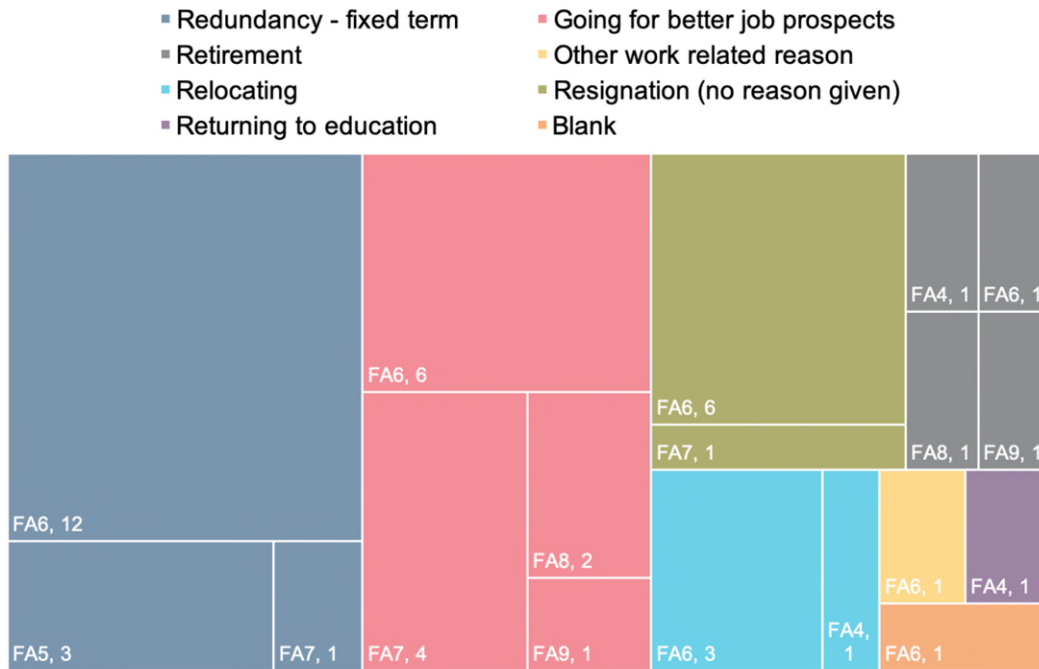 Redundancy - fixed term
Going for better job prospects
Retirement
Other work related reason
Relocating
Resignation (no reason given)
Returning to education
Blank
FA6, 12
FA5, 3
FA7, 1
FA6, 6
FA7, 4
FA8, 2
FA9, 1
FA6, 6
FA7, 1
FA4, 1
FA6, 1
FA8, 1
FA9, 1
FA6, 3
FA4,
1
FA6, 1
FA4, 1
FA6, 1